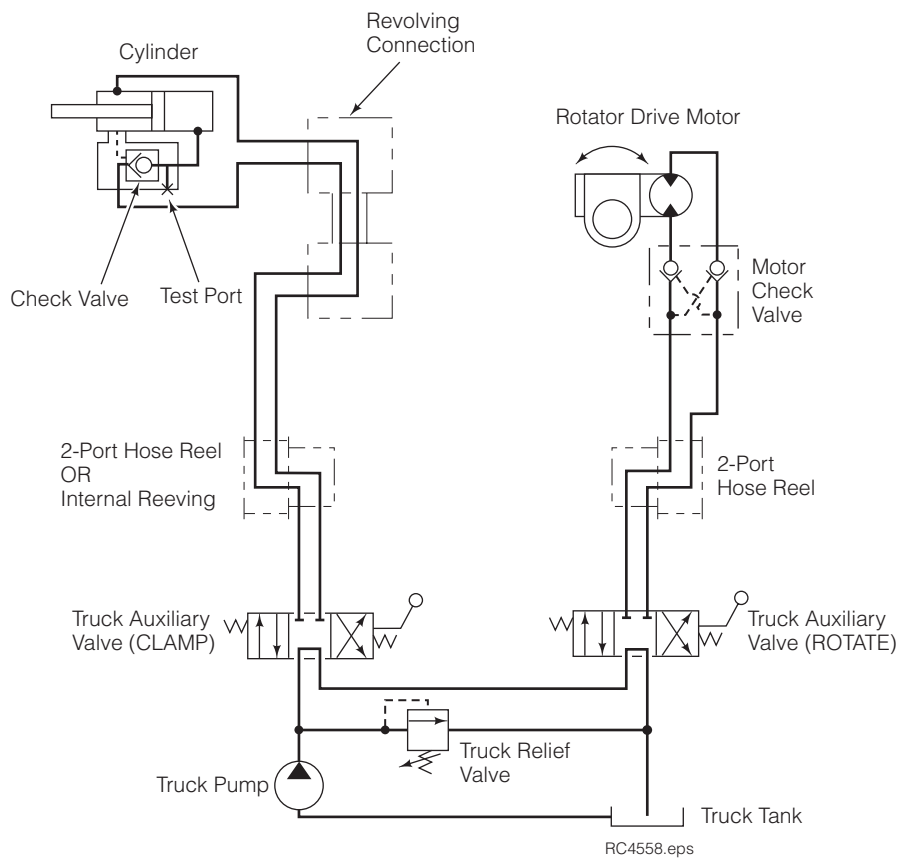 Revolving
Connection
Cylinder
Rotator Drive Motor
Check Valve
Test Port
Motor
Check
Valve
2-Port Hose Reel
OR
Internal Reeving
2-Port
Hose Reel
Truck Auxiliary
Valve (CLAMP)
Truck Auxiliary
Valve (ROTATE)
Truck Relief
Valve
Truck Pump
Truck Tank
RC4558.eps